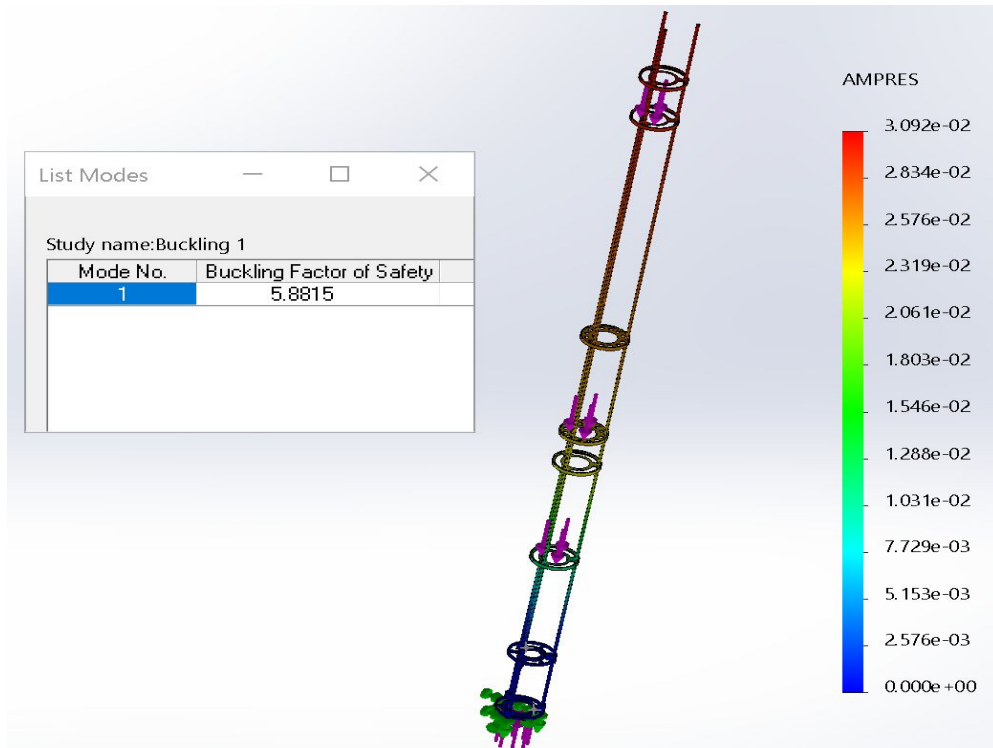 AMPRES
3.092e-02
2.834e-02
2.576e-02
2.319e-02
2.061e-02
1.803e-02
1.546e-02
1.288e-02
1.031e-02
7.729e-03
5.153e-03
2.576e-03
0.000e+00
List Modes
Study name:Buckling 1
Mode No. Buckling Factor of Safety
1 5.8815